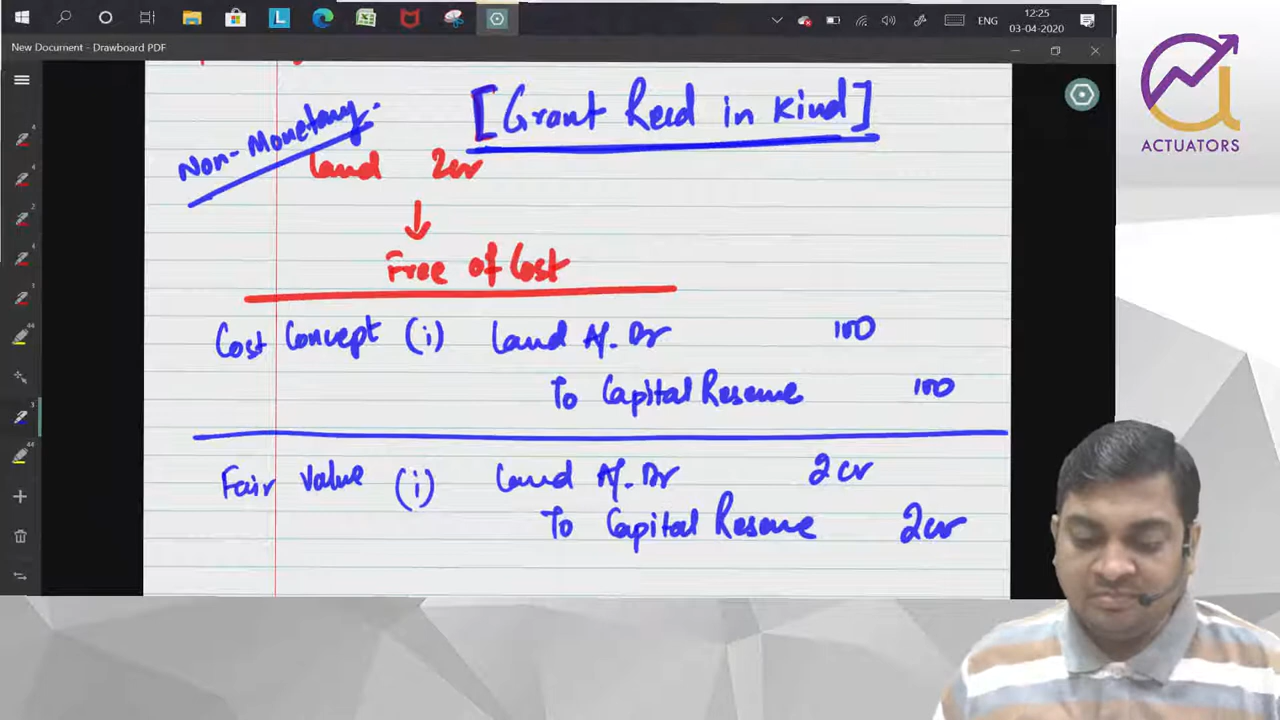 12:25
ENG
03-04-2020
New Document - Drawboard PDF
[Grant Recd in Kind]
Non-Monetary
Land 2cr
Free of Cost
Cost Concept (i) Land A/c. Dr 100
To Capital Reserve 100
Fair Value (i) Land A/c. Dr 2cr
To Capital Reserve 2cr
ACTUATORS